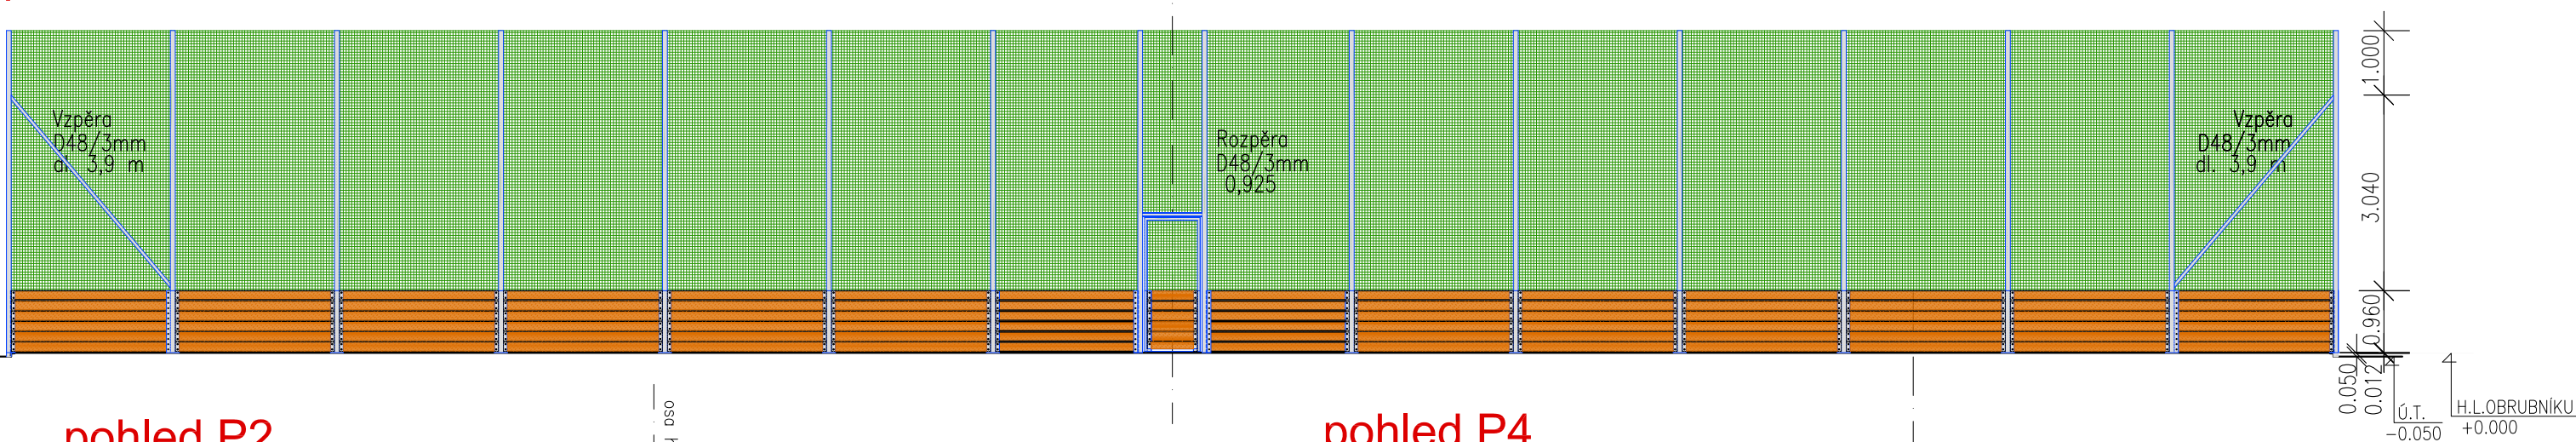 Vzpěra
D48/3mm
dl. 3,9 m
Rozpěra
D48/3mm
0,925
Vzpěra
D48/3mm
dl. 3,9 m
1.000
3.040
0.960
0.050
0.012
Ú.T.
-0.050
H.L.OBRUBNÍKU
+0.000
osa
pohled P2
pohled P4